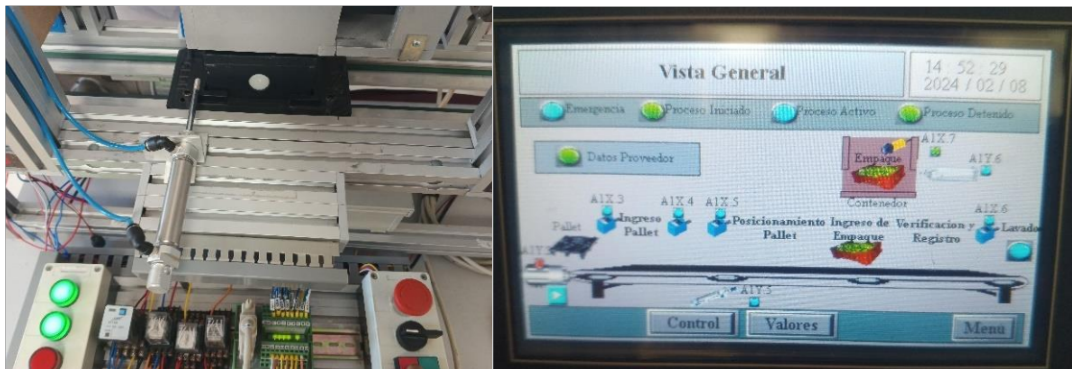 Vista General
14 : 52 : 29
2024 / 02 / 08
Emergencia
Proceso Iniciado
Proceso Activo
Proceso Detenido
Datos Proveedor
A1X.7
A1Y.6
Empaque
Contenedor
A1X.3
A1X.4
A1X.5
A1X.6
Pallet
Ingreso
Pallet
Posicionamiento
Pallet
Ingreso de
Empaque
Verificacion y
Registro
Lavado
A1Y.5
Control
Valores
Menu